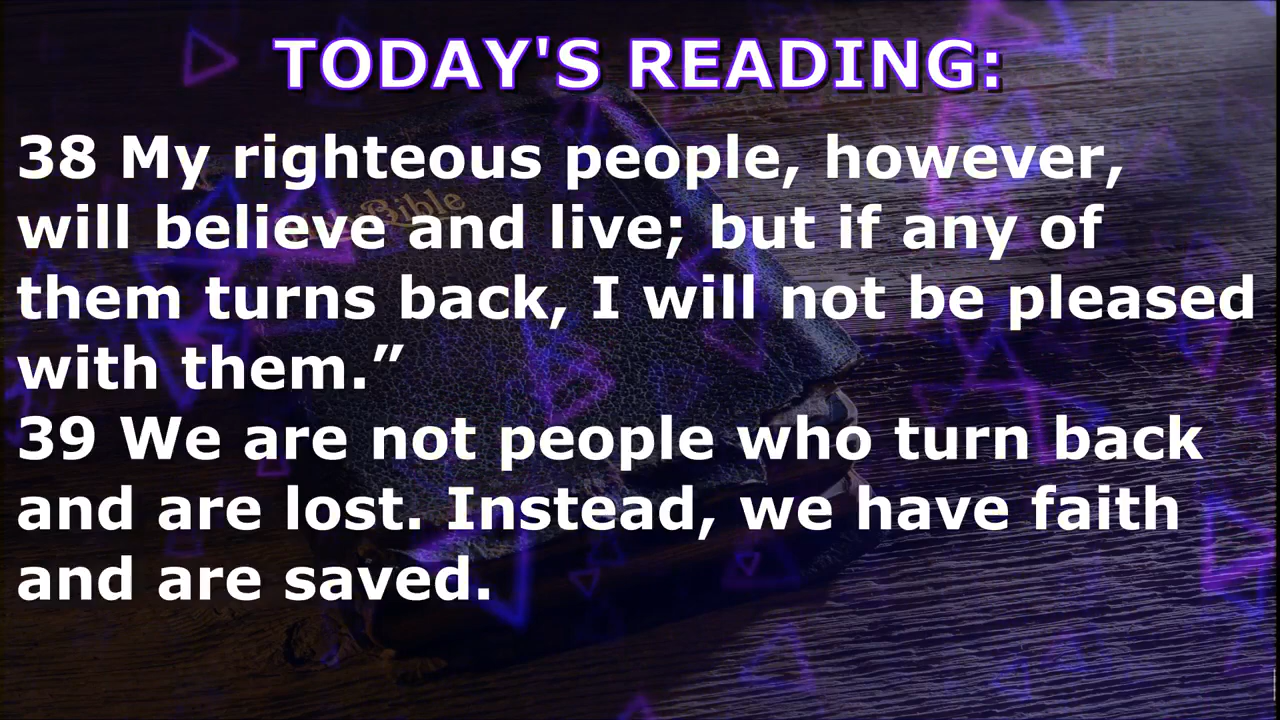 TODAY'S READING:
38 My righteous people, however,
will believe and live; but if any of
them turns back, I will not be pleased
with them.”
39 We are not people who turn back
and are lost. Instead, we have faith
and are saved.
Bible